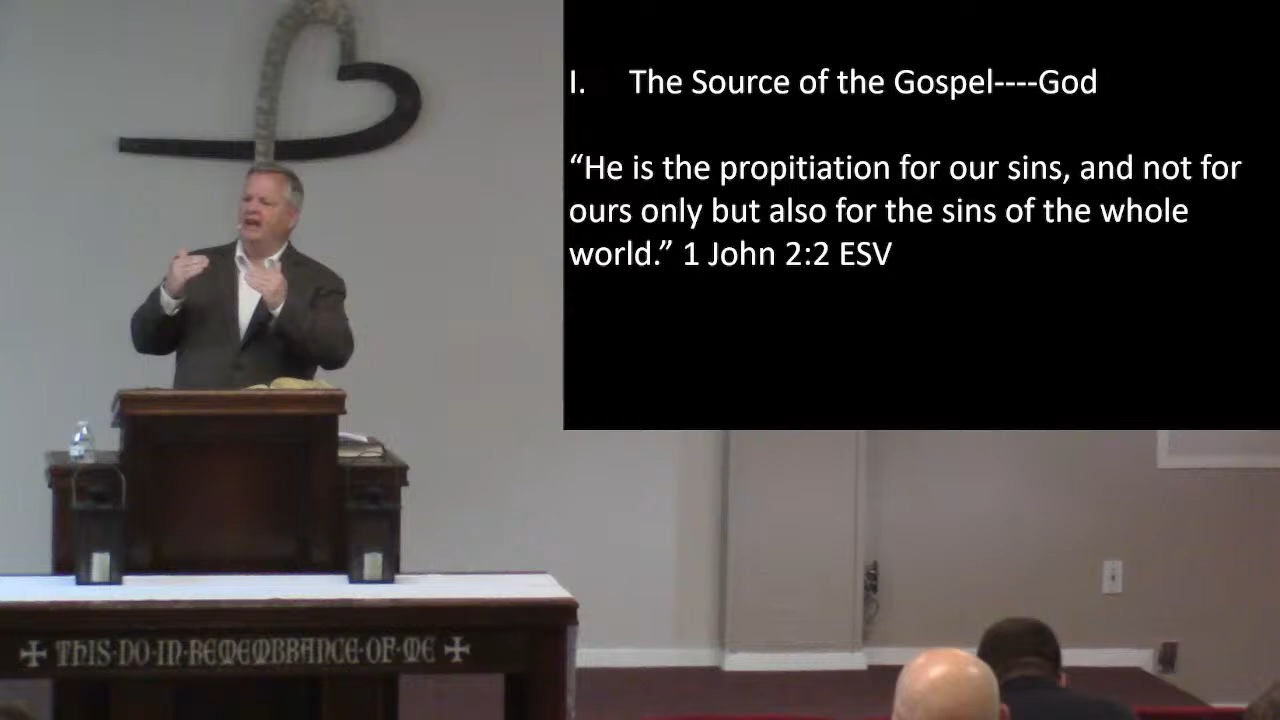 I. The Source of the Gospel----God
“He is the propitiation for our sins, and not for
ours only but also for the sins of the whole
world.” 1 John 2:2 ESV
THIS·DO·IN·REMEMBRANCE·OF·ME